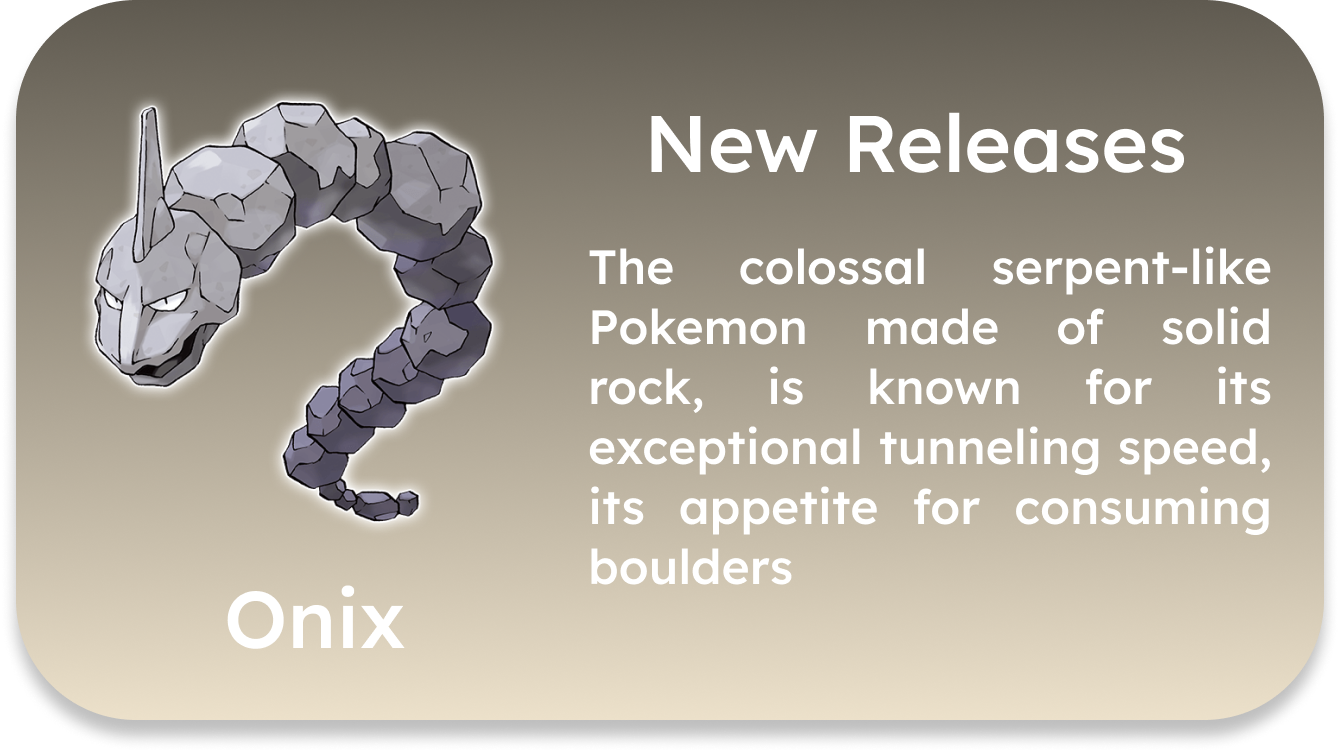 New Releases
The colossal serpent-like
Pokemon made of solid
rock, is known for its
exceptional tunneling speed,
its appetite for consuming
boulders
Onix